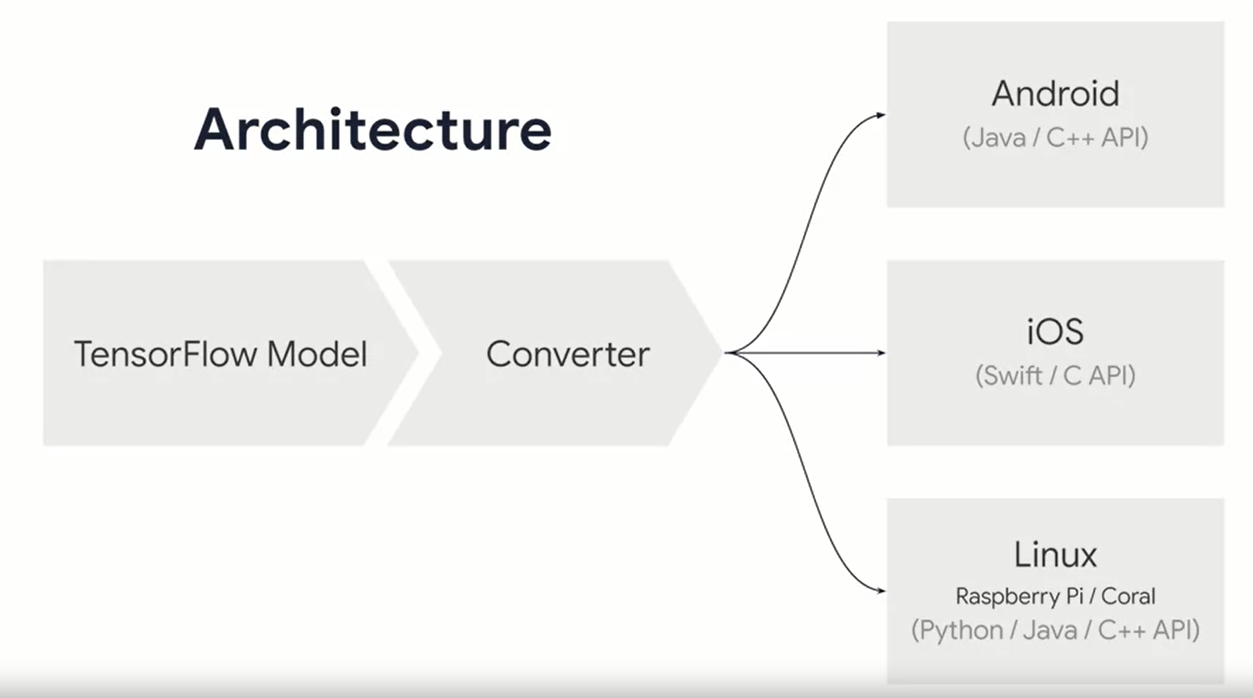 Architecture
TensorFlow Model
Converter
Android
(Java / C++ API)
iOS
(Swift / C API)
Linux
Raspberry Pi / Coral
(Python / Java / C++ API)